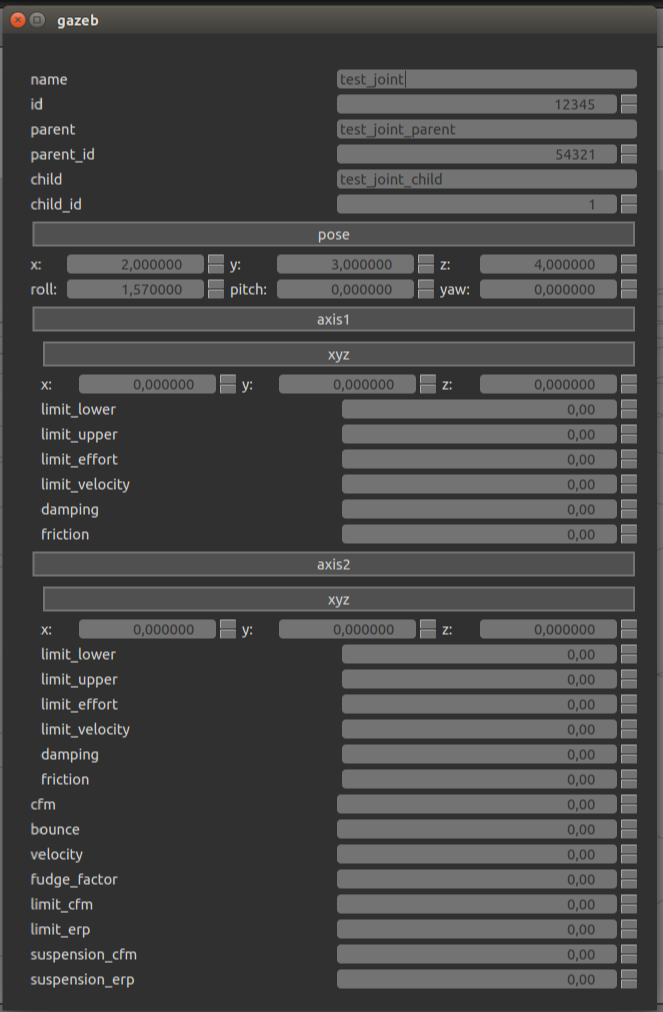 gazeb
name test_joint
id 12345
parent test_joint_parent
parent_id 54321
child test_joint_child
child_id 1
pose
x: 2,000000 y: 3,000000 z: 4,000000
roll: 1,570000 pitch: 0,000000 yaw: 0,000000
axis1
xyz
x: 0,000000 y: 0,000000 z: 0,000000
limit_lower 0,00
limit_upper 0,00
limit_effort 0,00
limit_velocity 0,00
damping 0,00
friction 0,00
axis2
xyz
x: 0,000000 y: 0,000000 z: 0,000000
limit_lower 0,00
limit_upper 0,00
limit_effort 0,00
limit_velocity 0,00
damping 0,00
friction 0,00
cfm 0,00
bounce 0,00
velocity 0,00
fudge_factor 0,00
limit_cfm 0,00
limit_erp 0,00
suspension_cfm 0,00
suspension_erp 0,00